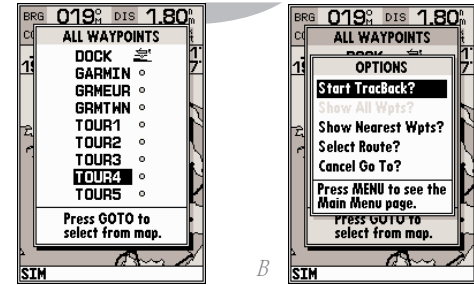 BRG 019° DIS 1.80
ALL WAYPOINTS
DOCK
GARMIN
GRMEUR
GRMTWN
TOUR1
TOUR2
TOUR3
TOUR4
TOUR5
Press GOTO to
select from map.
SIM
B
BRG 019° DIS 1.80
ALL WAYPOINTS
OPTIONS
Start TracBack?
Show All Wpts?
Show Nearest Wpts?
Select Route?
Cancel Go To?
Press MENU to see the
Main Menu page.
Press GOTO to
select from map.
SIM